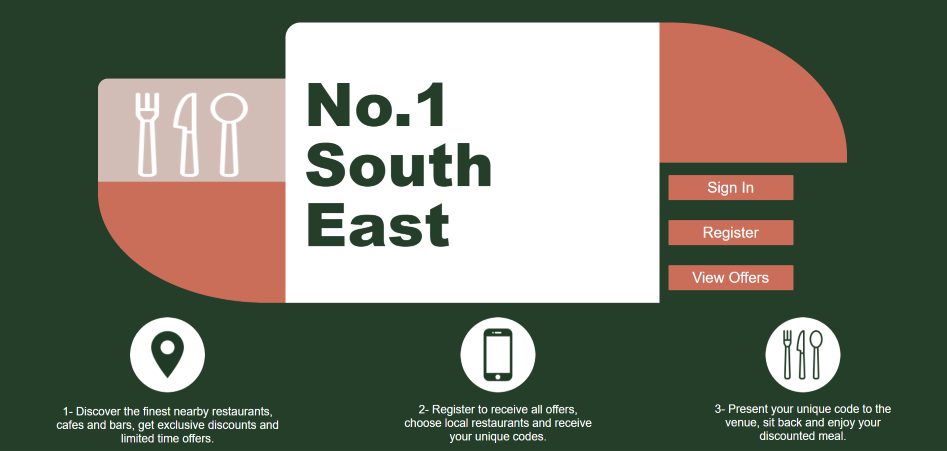 No.1
South
East
Sign In
Register
View Offers
1- Discover the finest nearby restaurants,
cafes and bars, get exclusive discounts and
limited time offers.
2- Register to receive all offers,
choose local restaurants and receive
your unique codes.
3- Present your unique code to the
venue, sit back and enjoy your
discounted meal.